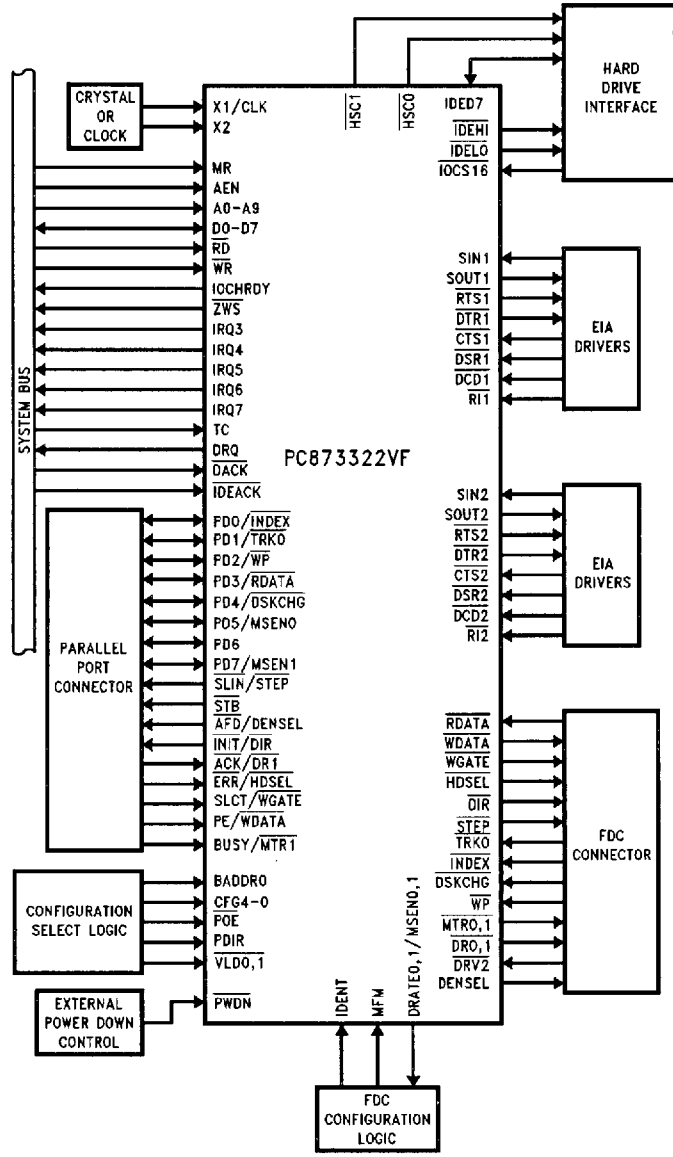 CRYSTAL
OR
CLOCK
SYSTEM BUS
PARALLEL
PORT
CONNECTOR
CONFIGURATION
SELECT LOGIC
EXTERNAL
POWER DOWN
CONTROL
X1/CLK
X2
MR
AEN
A0-A9
D0-D7
RD
WR
IOCHRDY
ZWS
IRQ3
IRQ4
IRQ5
IRQ6
IRQ7
TC
DRQ
DACK
IDEACK
PD0/INDEX
PD1/TRK0
PD2/WP
PD3/RDATA
PD4/DSKCHG
PD5/MSEN0
PD6
PD7/MSEN1
SLIN/STEP
STB
AFD/DENSEL
INIT/DIR
ACK/DR1
ERR/HDSEL
SLCT/WGATE
PE/WDATA
BUSY/MTR1
BADDR0
CFG4-0
POE
PDIR
VLD0,1
PWDN
PC873322VF
HSC1
HSC0
IDED7
IDEHI
IDELO
IOCS16
SIN1
SOUT1
RTS1
DTR1
CTS1
DSR1
DCD1
RI1
SIN2
SOUT2
RTS2
DTR2
CTS2
DSR2
DCD2
RI2
RDATA
WDATA
WGATE
HDSEL
DIR
STEP
TRK0
INDEX
DSKCHG
WP
MTR0,1
DR0,1
DRV2
DENSEL
IDENT
MFM
DRATE0,1/MSEN0,1
HARD
DRIVE
INTERFACE
EIA
DRIVERS
EIA
DRIVERS
FDC
CONNECTOR
FDC
CONFIGURATION
LOGIC